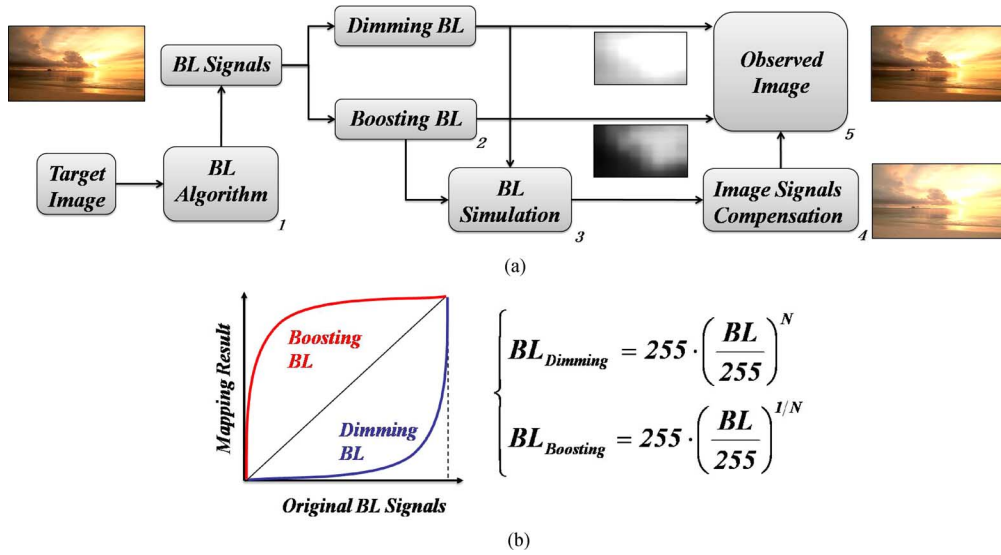 Dimming BL
BL Signals
Boosting BL
2
Observed
Image
5
Target
Image
BL
Algorithm
1
BL
Simulation
3
Image Signals
Compensation
4
(a)
Mapping Result
Boosting
BL
Dimming
BL
Original BL Signals
BL_Dimming = 255 · (BL/255)^N
BL_Boosting = 255 · (BL/255)^1/N
(b)